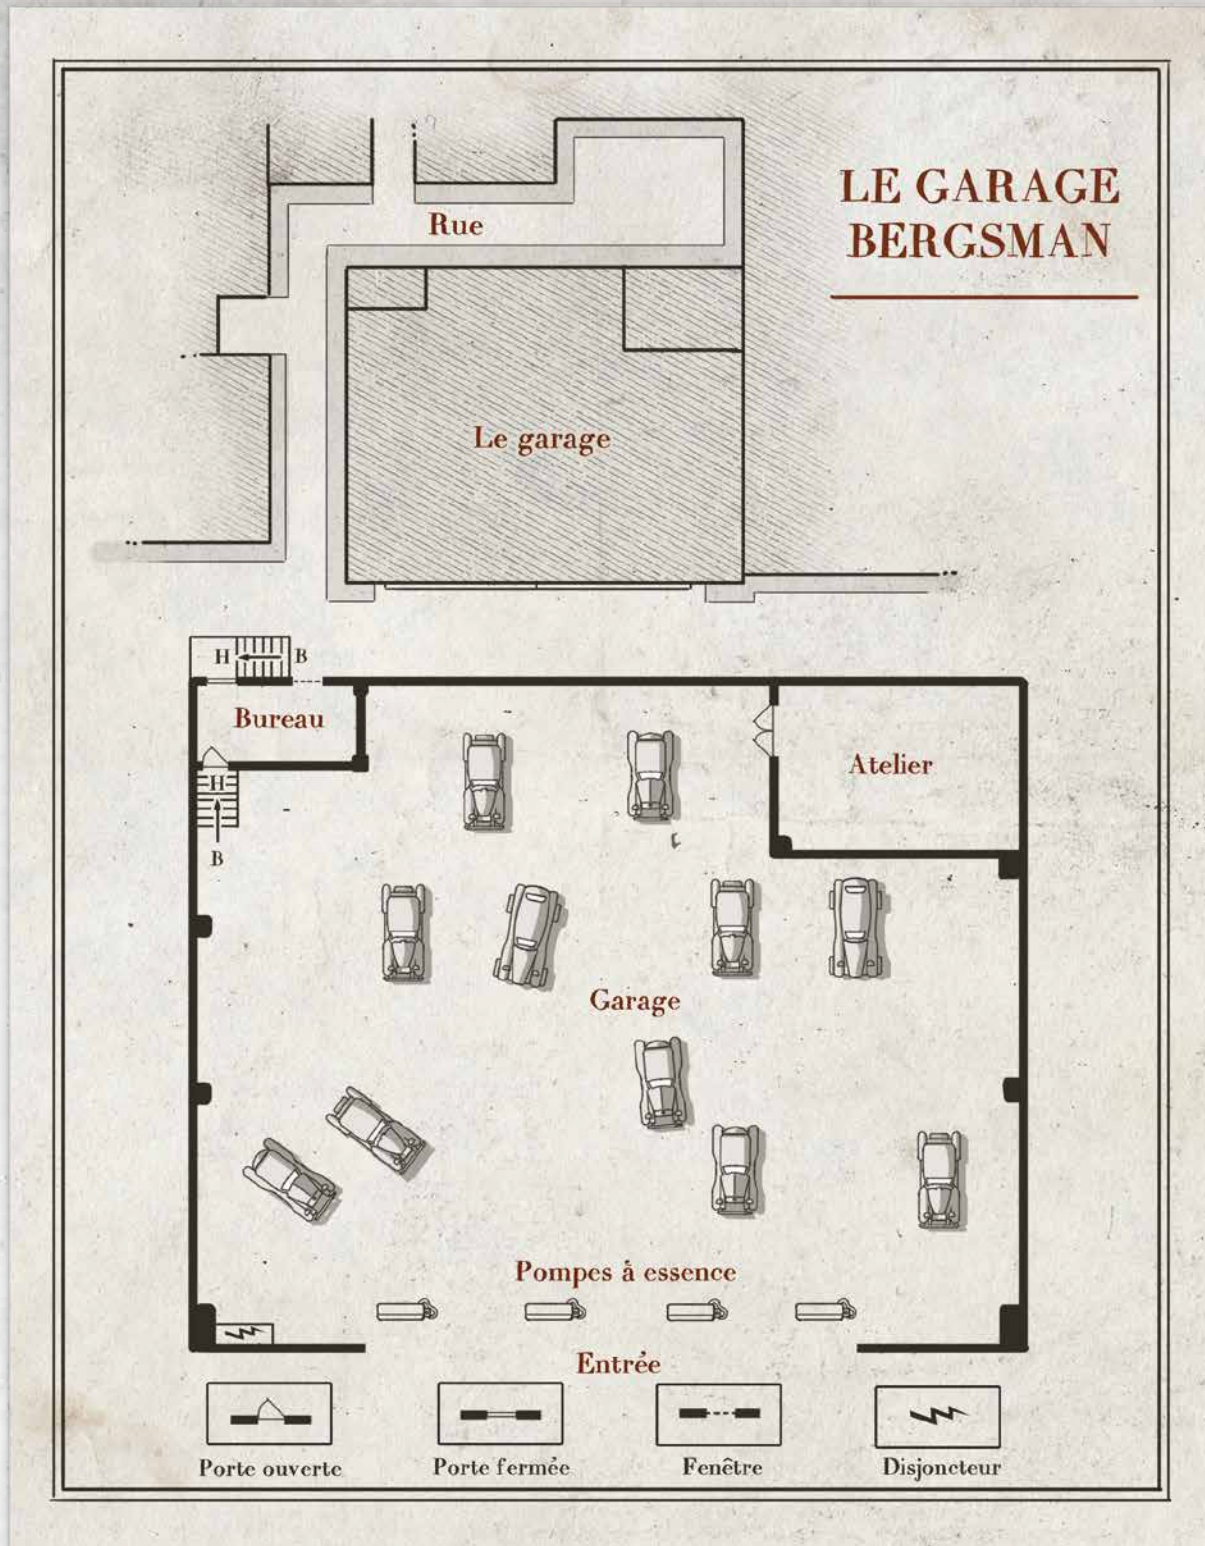 LE GARAGE
BERGSMAN
Rue
Le garage
H
B
Bureau
H
B
Atelier
Garage
Pompes à essence
Entrée
Porte ouverte
Porte fermée
Fenêtre
Disjoncteur